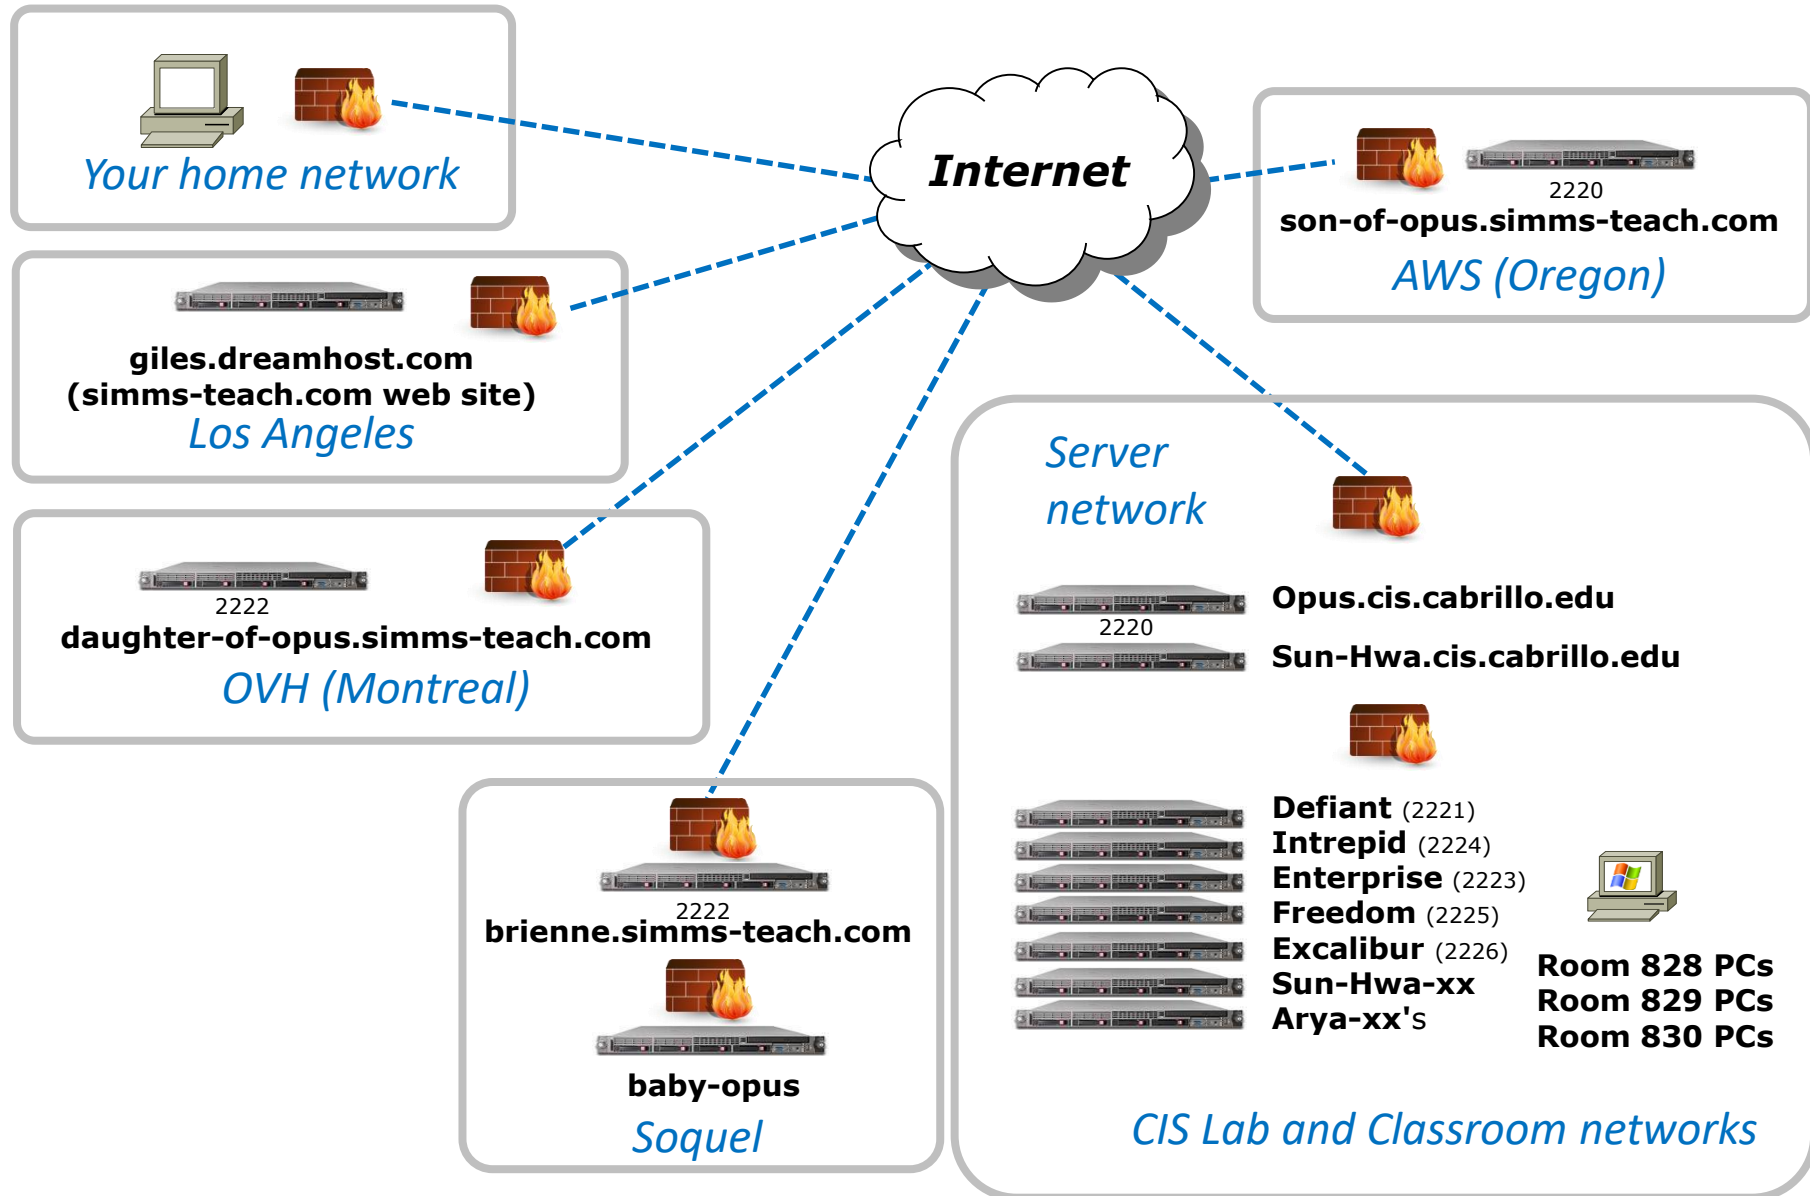 Your home network
Internet
2220
son-of-opus.simms-teach.com
AWS (Oregon)
giles.dreamhost.com
(simms-teach.com web site)
Los Angeles
2222
daughter-of-opus.simms-teach.com
OVH (Montreal)
2222
brienne.simms-teach.com
baby-opus
Soquel
Server
network
Opus.cis.cabrillo.edu
2220
Sun-Hwa.cis.cabrillo.edu
Defiant (2221)
Intrepid (2224)
Enterprise (2223)
Freedom (2225)
Excalibur (2226)
Sun-Hwa-xx
Arya-xx's
Room 828 PCs
Room 829 PCs
Room 830 PCs
CIS Lab and Classroom networks